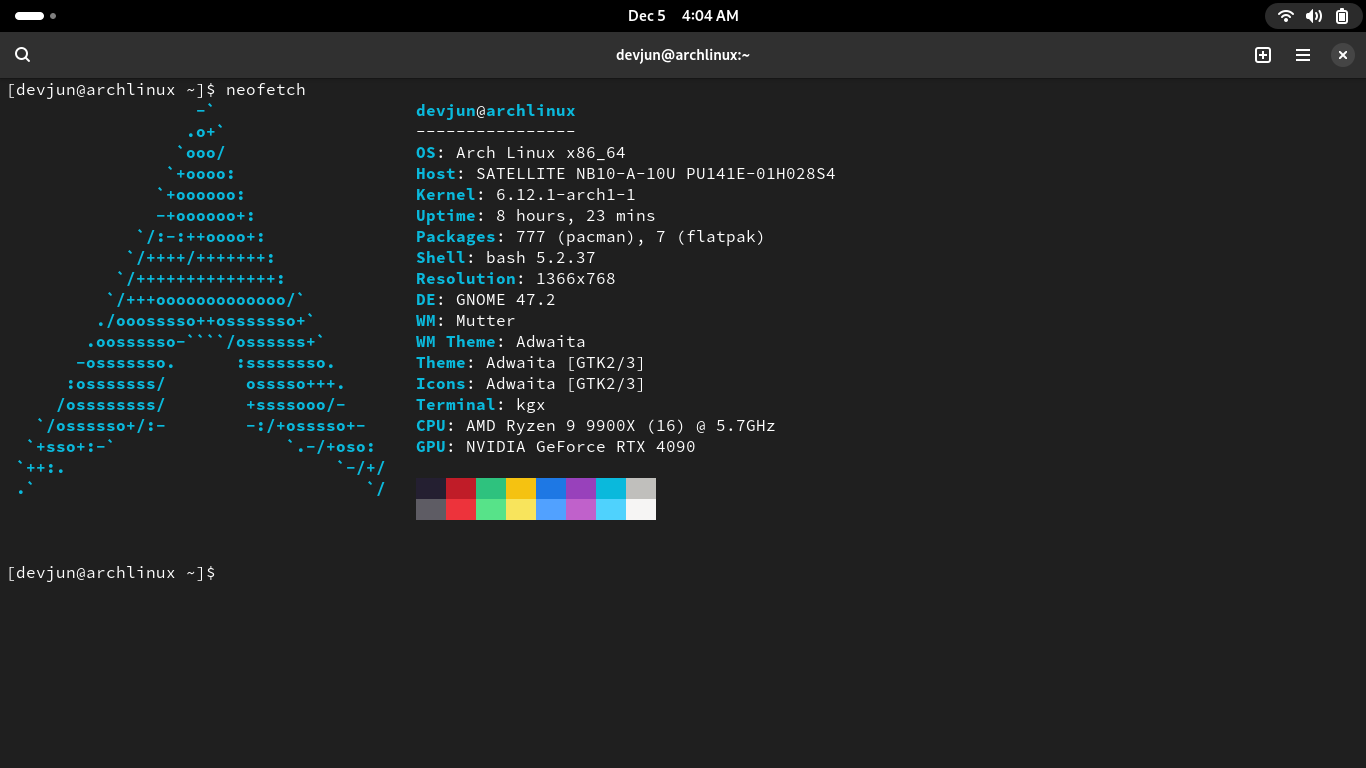 Dec 5 4:04 AM
devjun@archlinux:~
[devjun@archlinux ~]$ neofetch
                   -`
                  .o+`
                 `ooo/
                `+oooo:
               `+oooooo:
               -+oooooo+:
             `/:-:++oooo+:
            `/++++/+++++++:
           `/++++++++++++++:
          `/+++ooooooooooooo/`
         ./ooosssso++osssssso+`
        .oossssso-````/ossssss+`
       -osssssso.      :ssssssso.
      :osssssss/        osssso+++.
     /ossssssss/        +ssssooo/-
   `/ossssso+/:-        -:/+osssso+-
  `+sso+:-`                 `.-/+oso:
 `++:.                           `-/+/
 .`                                 `/
devjun@archlinux
----------------
OS: Arch Linux x86_64
Host: SATELLITE NB10-A-10U PU141E-01H028S4
Kernel: 6.12.1-arch1-1
Uptime: 8 hours, 23 mins
Packages: 777 (pacman), 7 (flatpak)
Shell: bash 5.2.37
Resolution: 1366x768
DE: GNOME 47.2
WM: Mutter
WM Theme: Adwaita
Theme: Adwaita [GTK2/3]
Icons: Adwaita [GTK2/3]
Terminal: kgx
CPU: AMD Ryzen 9 9900X (16) @ 5.7GHz
GPU: NVIDIA GeForce RTX 4090
[devjun@archlinux ~]$